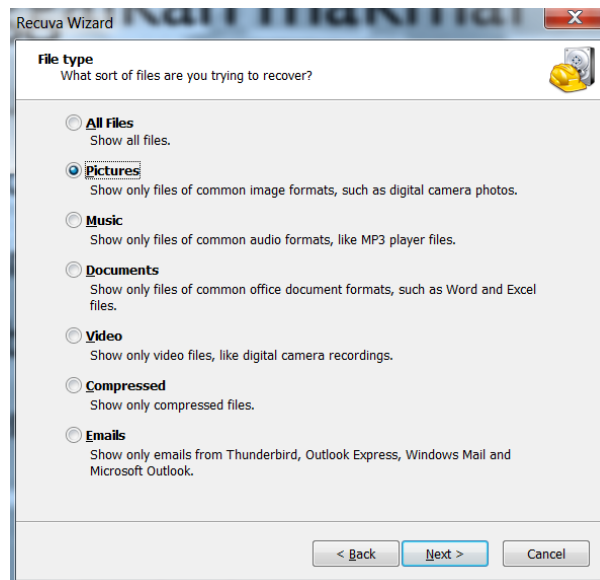 Recuva Wizard
File type
What sort of files are you trying to recover?
All Files
Show all files.
Pictures
Show only files of common image formats, such as digital camera photos.
Music
Show only files of common audio formats, like MP3 player files.
Documents
Show only files of common office document formats, such as Word and Excel
files.
Video
Show only video files, like digital camera recordings.
Compressed
Show only compressed files.
Emails
Show only emails from Thunderbird, Outlook Express, Windows Mail and
Microsoft Outlook.
< Back Next > Cancel